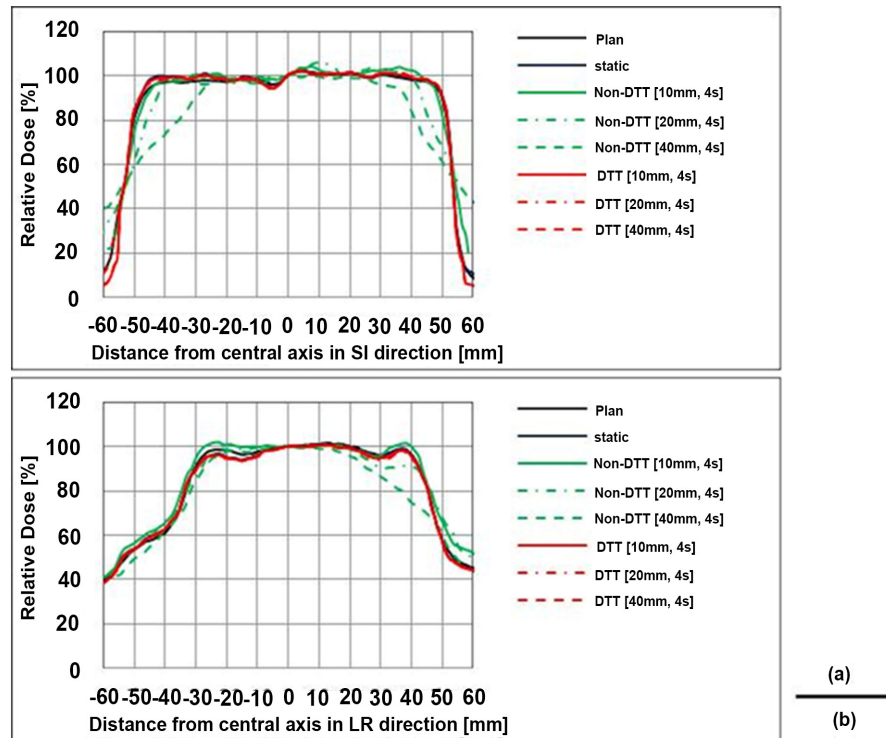 120
100
80
60
40
20
0
Relative Dose [%]
-60 -50 -40 -30 -20 -10 0 10 20 30 40 50 60
Distance from central axis in SI direction [mm]
Plan
static
Non-DTT [10mm, 4s]
Non-DTT [20mm, 4s]
Non-DTT [40mm, 4s]
DTT [10mm, 4s]
DTT [20mm, 4s]
DTT [40mm, 4s]
120
100
80
60
40
20
0
Relative Dose [%]
-60 -50 -40 -30 -20 -10 0 10 20 30 40 50 60
Distance from central axis in LR direction [mm]
Plan
static
Non-DTT [10mm, 4s]
Non-DTT [20mm, 4s]
Non-DTT [40mm, 4s]
DTT [10mm, 4s]
DTT [20mm, 4s]
DTT [40mm, 4s]
(a)
(b)